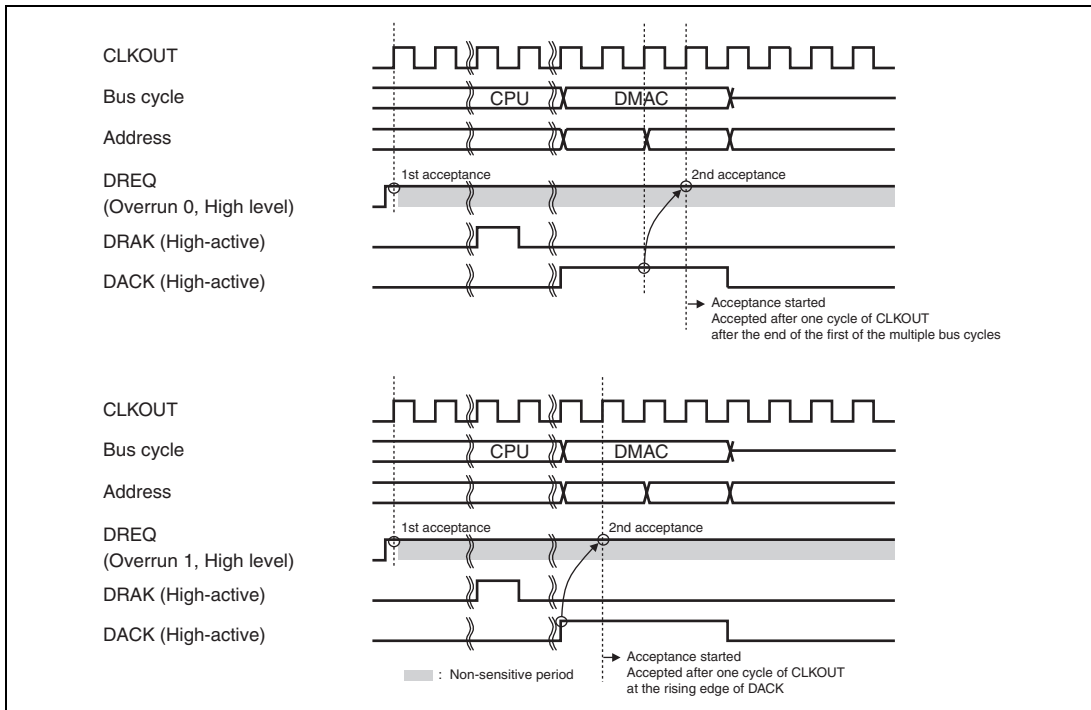 CLKOUT
Bus cycle
CPU
DMAC
Address
DREQ
1st acceptance
2nd acceptance
(Overrun 0, High level)
DRAK (High-active)
DACK (High-active)
Acceptance started
Accepted after one cycle of CLKOUT
after the end of the first of the multiple bus cycles
CLKOUT
Bus cycle
CPU
DMAC
Address
DREQ
1st acceptance
2nd acceptance
(Overrun 1, High level)
DRAK (High-active)
DACK (High-active)
Acceptance started
: Non-sensitive period
Accepted after one cycle of CLKOUT
at the rising edge of DACK